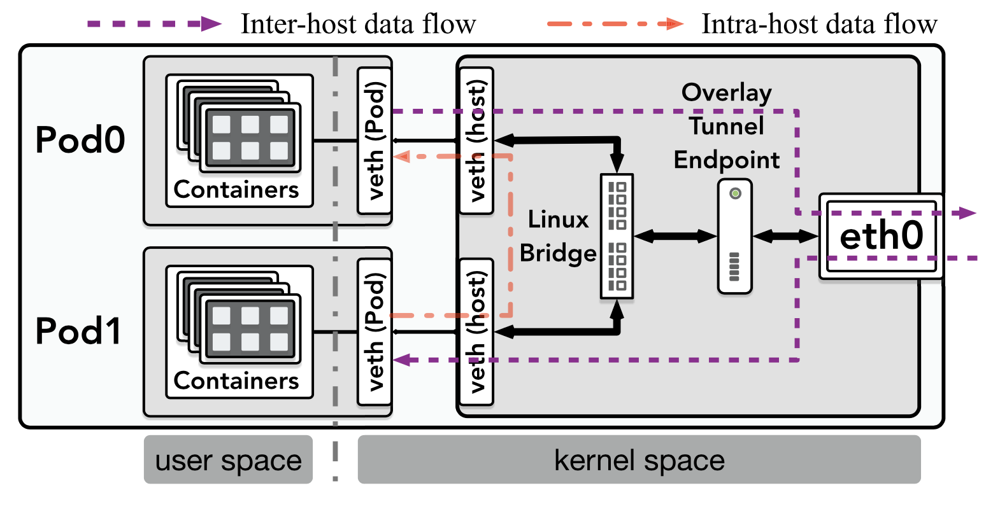 Inter-host data flow
Intra-host data flow
Pod0
Containers
veth (Pod)
veth (host)
Overlay
Tunnel
Endpoint
Linux
Bridge
eth0
Pod1
Containers
veth (Pod)
veth (host)
user space
kernel space